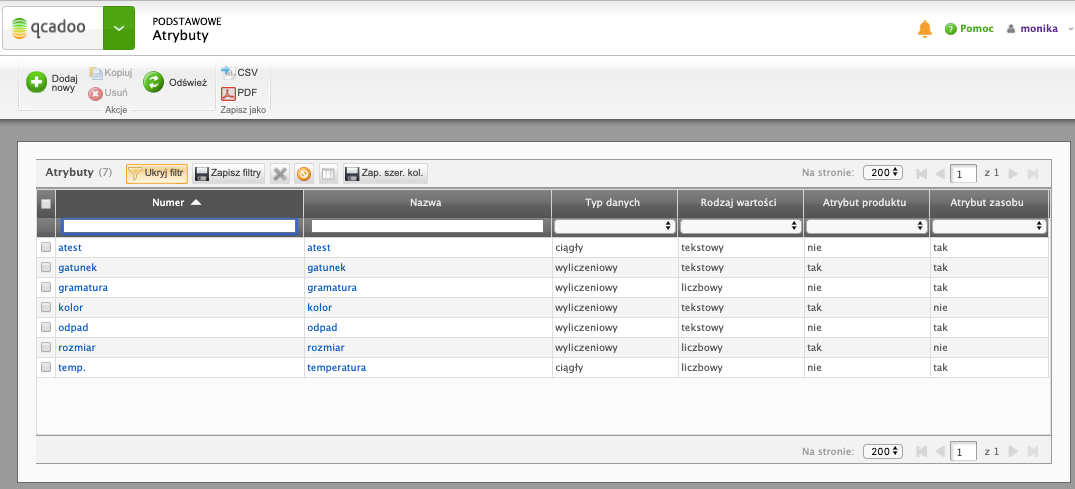 qcadoo
PODSTAWOWE
Atrybuty
Pomoc
monika
Dodaj nowy
Kopiuj
Usuń
Odśwież
Akcje
CSV
PDF
Zapisz jako
Atrybuty (7) Ukryj filtr Zapisz filtry Zap. szer. kol. Na stronie: 200 1 z 1
Numer Nazwa Typ danych Rodzaj wartości Atrybut produktu Atrybut zasobu
atest atest ciągły tekstowy nie tak
gatunek gatunek wyliczeniowy tekstowy tak tak
gramatura gramatura wyliczeniowy liczbowy nie tak
kolor kolor wyliczeniowy tekstowy tak nie
odpad odpad wyliczeniowy tekstowy nie tak
rozmiar rozmiar wyliczeniowy liczbowy tak nie
temp. temperatura ciągły liczbowy nie tak
Na stronie: 200 1 z 1